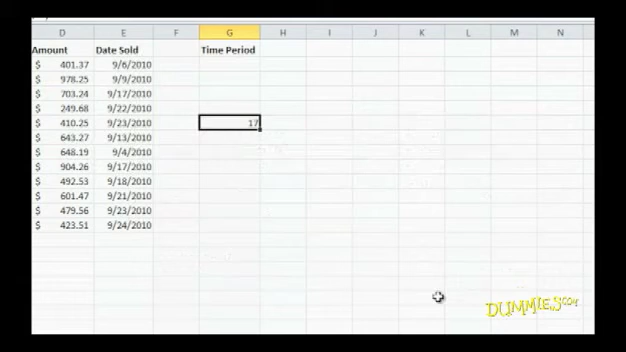 D E F G H I J K L M N
Amount Date Sold Time Period
$ 401.37 9/6/2010
$ 978.25 9/9/2010
$ 703.24 9/17/2010
$ 249.68 9/22/2010
$ 410.25 9/23/2010 17
$ 643.27 9/13/2010
$ 648.19 9/4/2010
$ 904.26 9/17/2010
$ 492.53 9/18/2010
$ 601.47 9/21/2010
$ 479.56 9/23/2010
$ 423.51 9/24/2010
DUMMIES.COM